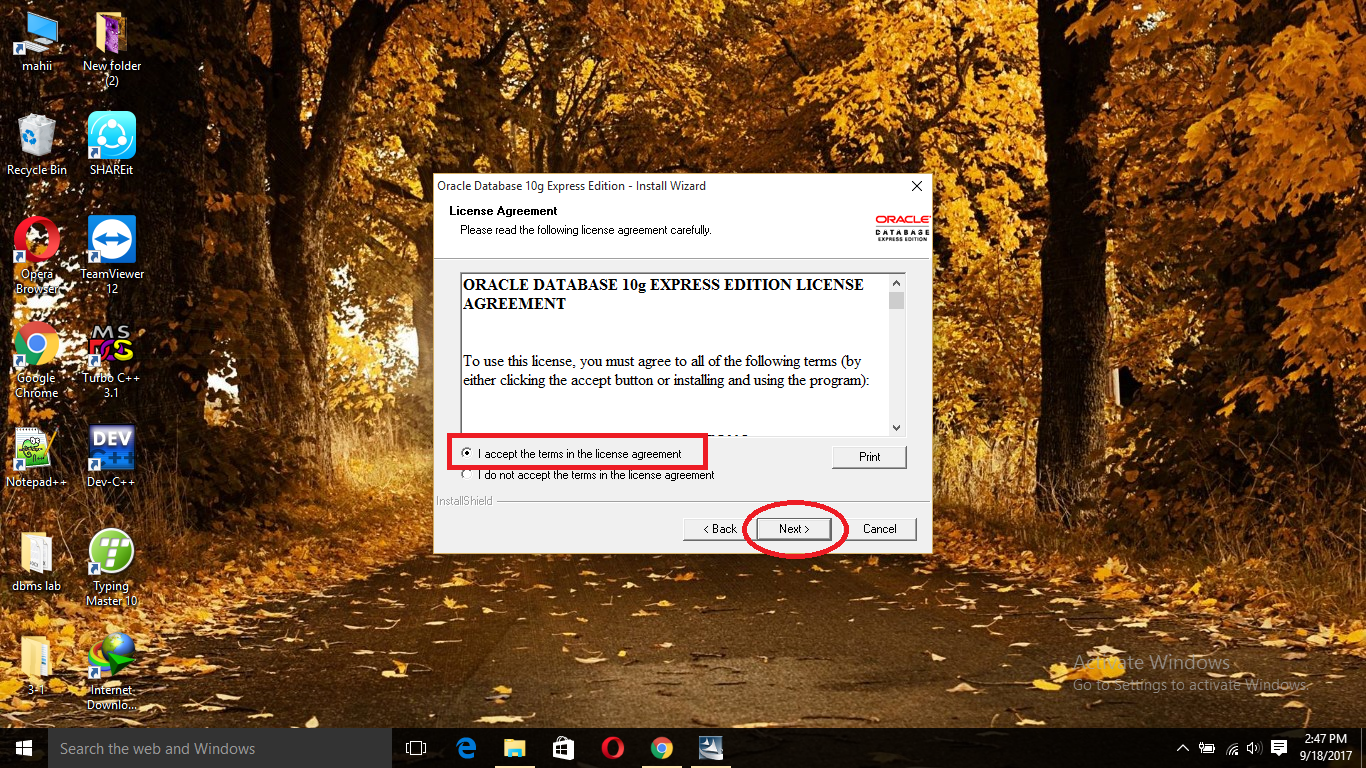 mahii
New folder
(2)
Recycle Bin
SHAREit
Opera
Browser
TeamViewer
12
Google
Chrome
MS
Turbo C++
3.1
Notepad++
DEV
C++
Dev-C++
dbms lab
Typing
Master 10
3-1
Internet
Downlo...
Oracle Database 10g Express Edition - Install Wizard
License Agreement
Please read the following license agreement carefully.
ORACLE
DATABASE
EXPRESS EDITION
ORACLE DATABASE 10g EXPRESS EDITION LICENSE
AGREEMENT
To use this license, you must agree to all of the following terms (by
either clicking the accept button or installing and using the program):
I accept the terms in the license agreement
I do not accept the terms in the license agreement
Print
InstallShield
< Back
Next >
Cancel
Activate Windows
Go to Settings to activate Windows.
Search the web and Windows
2:47 PM
9/18/2017